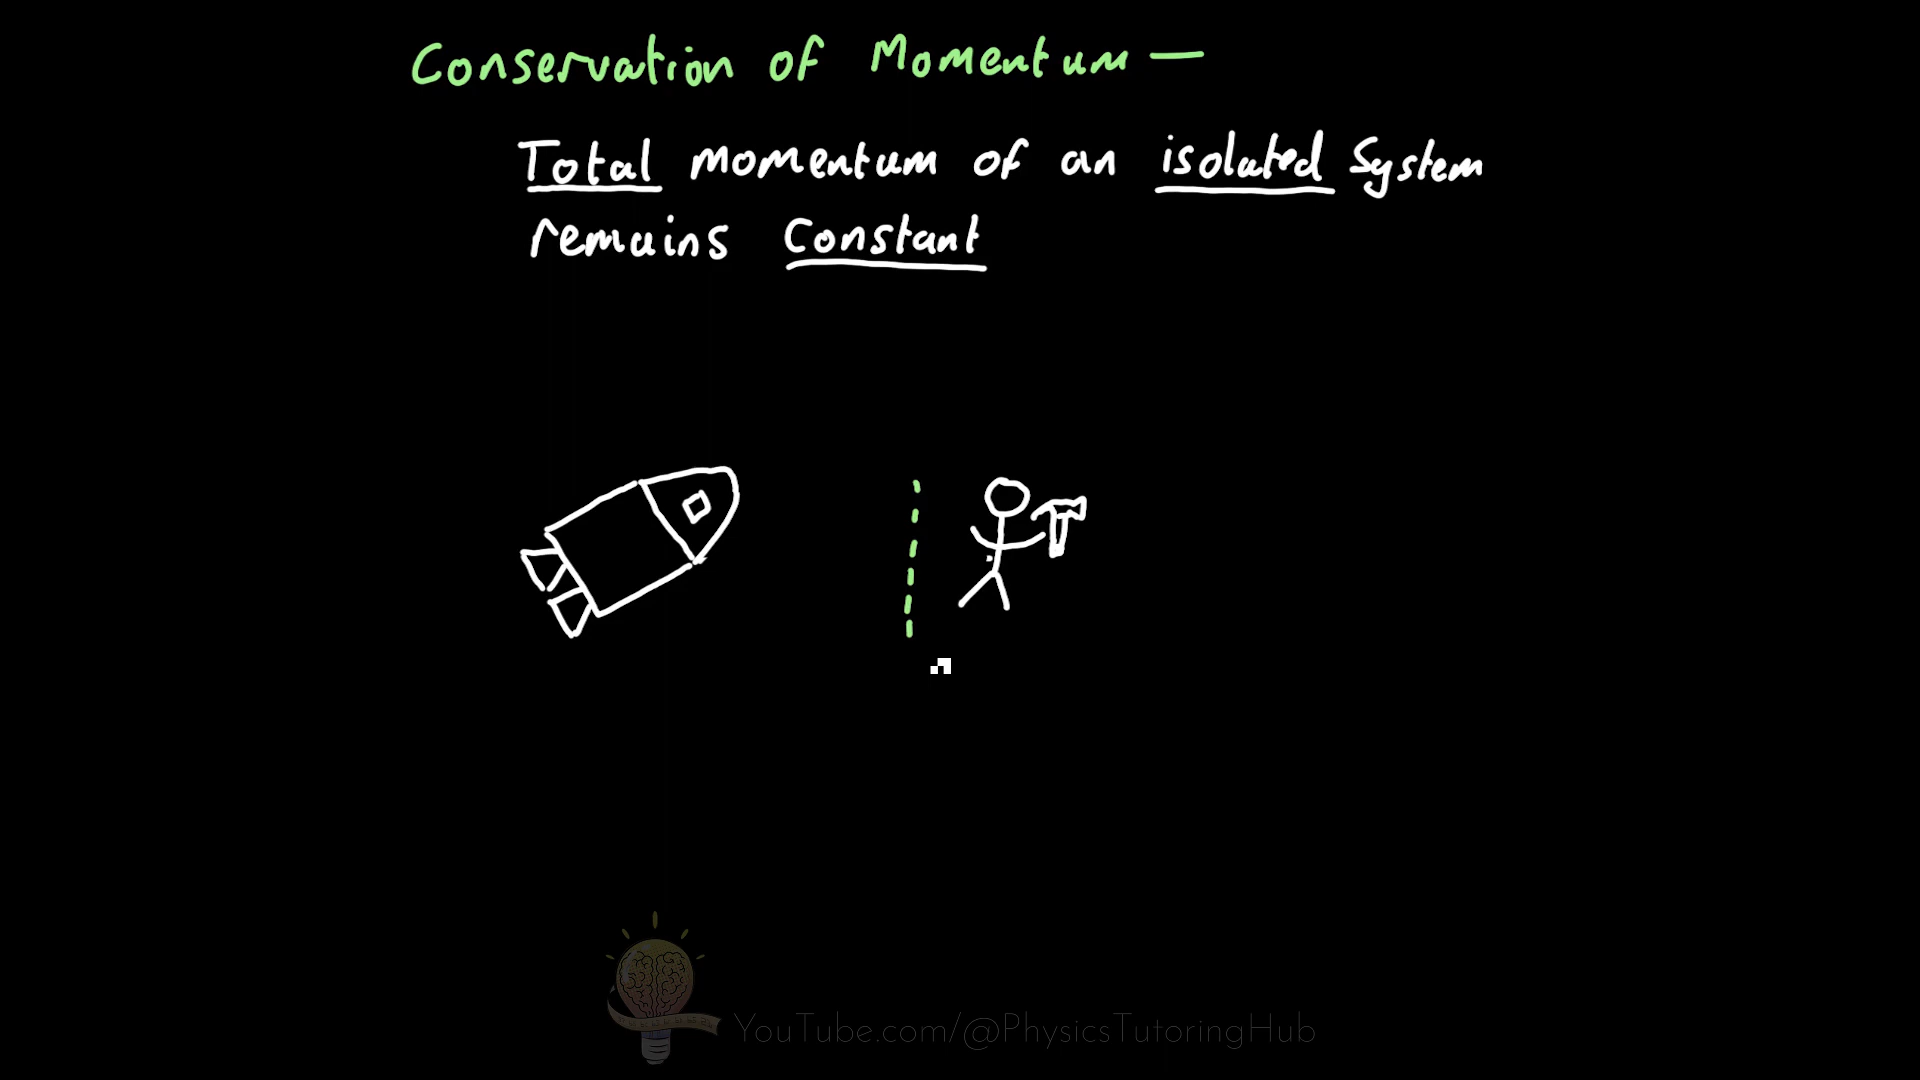 Conservation of Momentum —
Total momentum of an isolated System
remains Constant
YouTube.com/@PhysicsTutoringHub